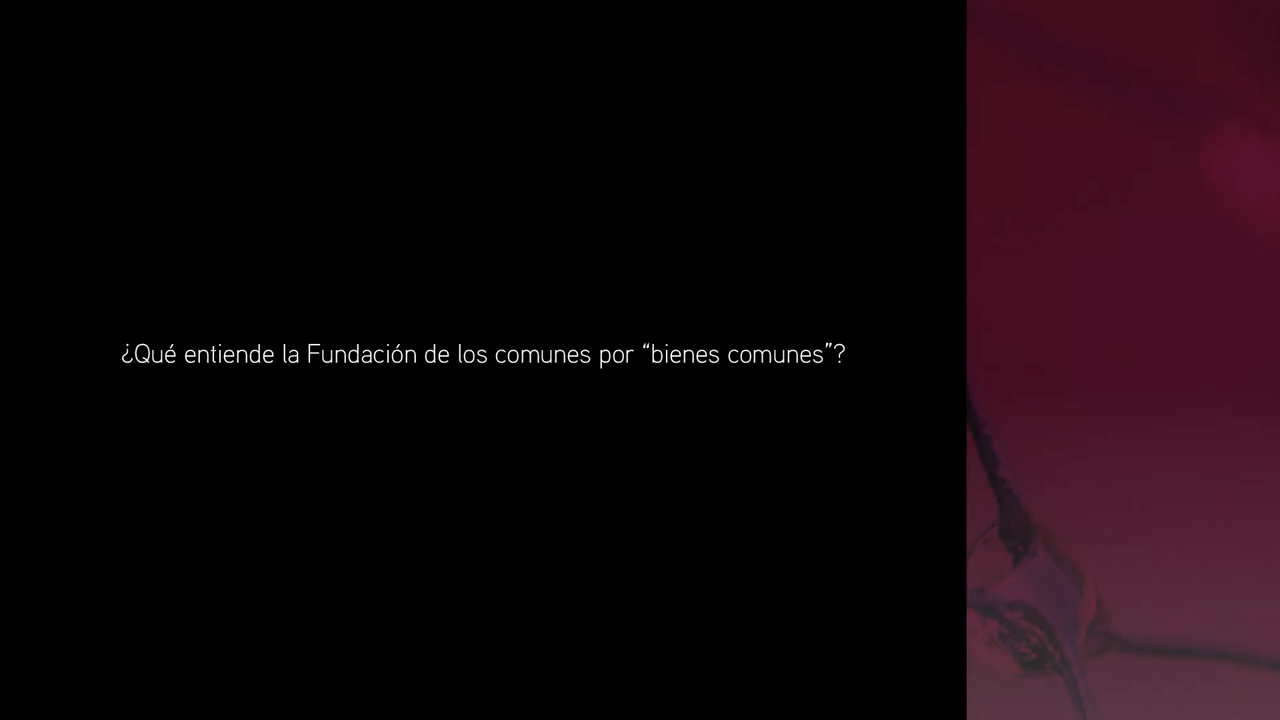 ¿Qué entiende la Fundación de los comunes por “bienes comunes”?